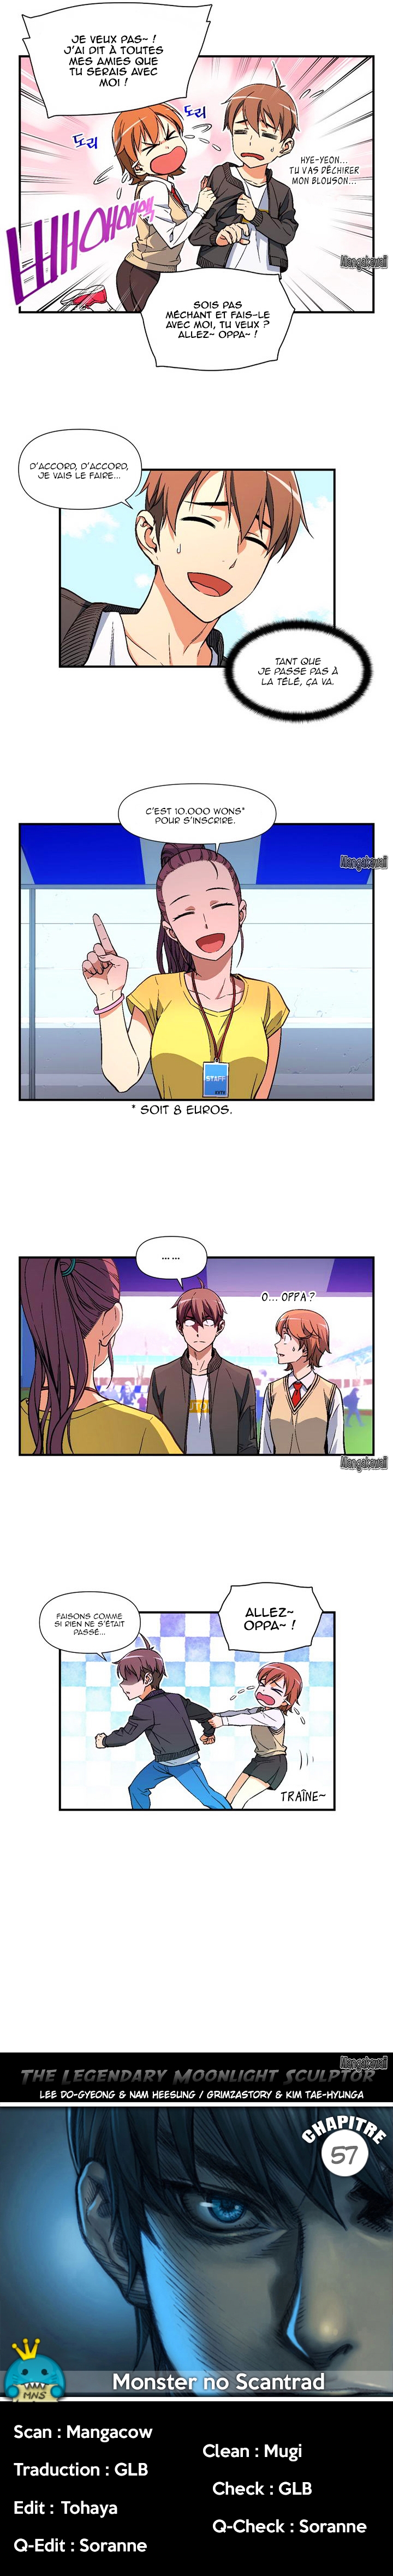 JE VEUX PAS~ !
J'AI DIT À TOUTES
MES AMIES QUE
TU SERAIS AVEC
MOI !
도리
도리
HYE-YEON...
TU VAS DÉCHIRER
MON BLOUSON...
Mangakawaii
SOIS PAS
MÉCHANT ET FAIS-LE
AVEC MOI, TU VEUX ?
ALLEZ~ OPPA~ !
D'ACCORD, D'ACCORD,
JE VAIS LE FAIRE...
TANT QUE
JE PASSE PAS À
LA TÉLÉ, ÇA VA.
C'EST 10.000 WONS*
POUR S'INSCRIRE.
Mangakawaii
STAFF
* SOIT 8 EUROS.
... ...
O... OPPA ?
Mangakawaii
FAISONS COMME
SI RIEN NE S'ÉTAIT
PASSÉ...
ALLEZ~
OPPA~ !
TRAÎNE~
Mangakawaii
THE LEGENDARY MOONLIGHT SCULPTOR
LEE DO-GYEONG & NAM HEESUNG / GRIMZASTORY & KIM TAE-HYUNGA
CHAPITRE
57
MNS
Monster no Scantrad
Scan : Mangacow
Traduction : GLB
Edit : Tohaya
Q-Edit : Soranne
Clean : Mugi
Check : GLB
Q-Check : Soranne